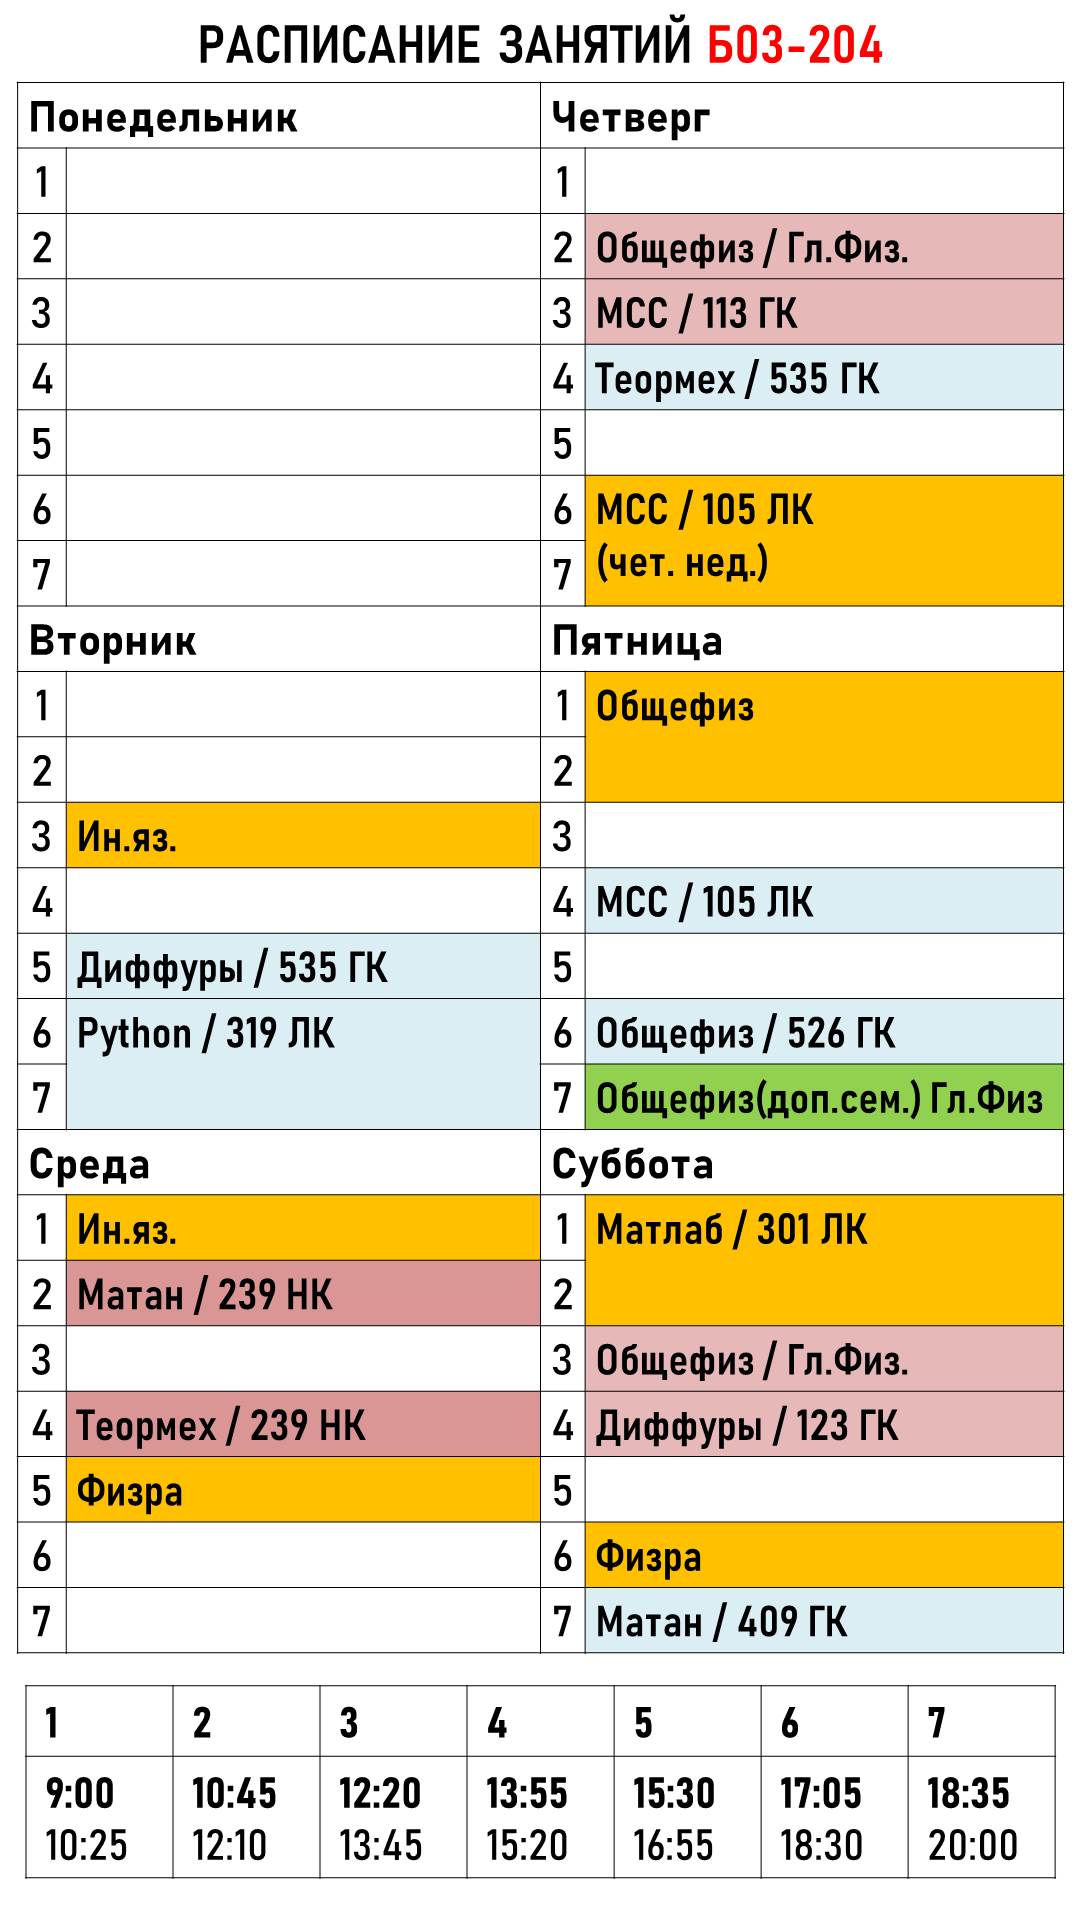 РАСПИСАНИЕ ЗАНЯТИЙ Б03-204
Понедельник
1
2
3
4
5
6
7
Вторник
1
2
3 Ин.яз.
4
5 Диффуры / 535 ГК
6 Python / 319 ЛК
7
Среда
1 Ин.яз.
2 Матан / 239 НК
3
4 Теормех / 239 НК
5 Физра
6
7
Четверг
1
2 Общефиз / Гл.Физ.
3 МСС / 113 ГК
4 Теормех / 535 ГК
5
6 МСС / 105 ЛК
7 (чет. нед.)
Пятница
1 Общефиз
2
3
4 МСС / 105 ЛК
5
6 Общефиз / 526 ГК
7 Общефиз(доп.сем.) Гл.Физ
Суббота
1 Матлаб / 301 ЛК
2
3 Общефиз / Гл.Физ.
4 Диффуры / 123 ГК
5
6 Физра
7 Матан / 409 ГК
1 2 3 4 5 6 7
9:00 10:45 12:20 13:55 15:30 17:05 18:35
10:25 12:10 13:45 15:20 16:55 18:30 20:00